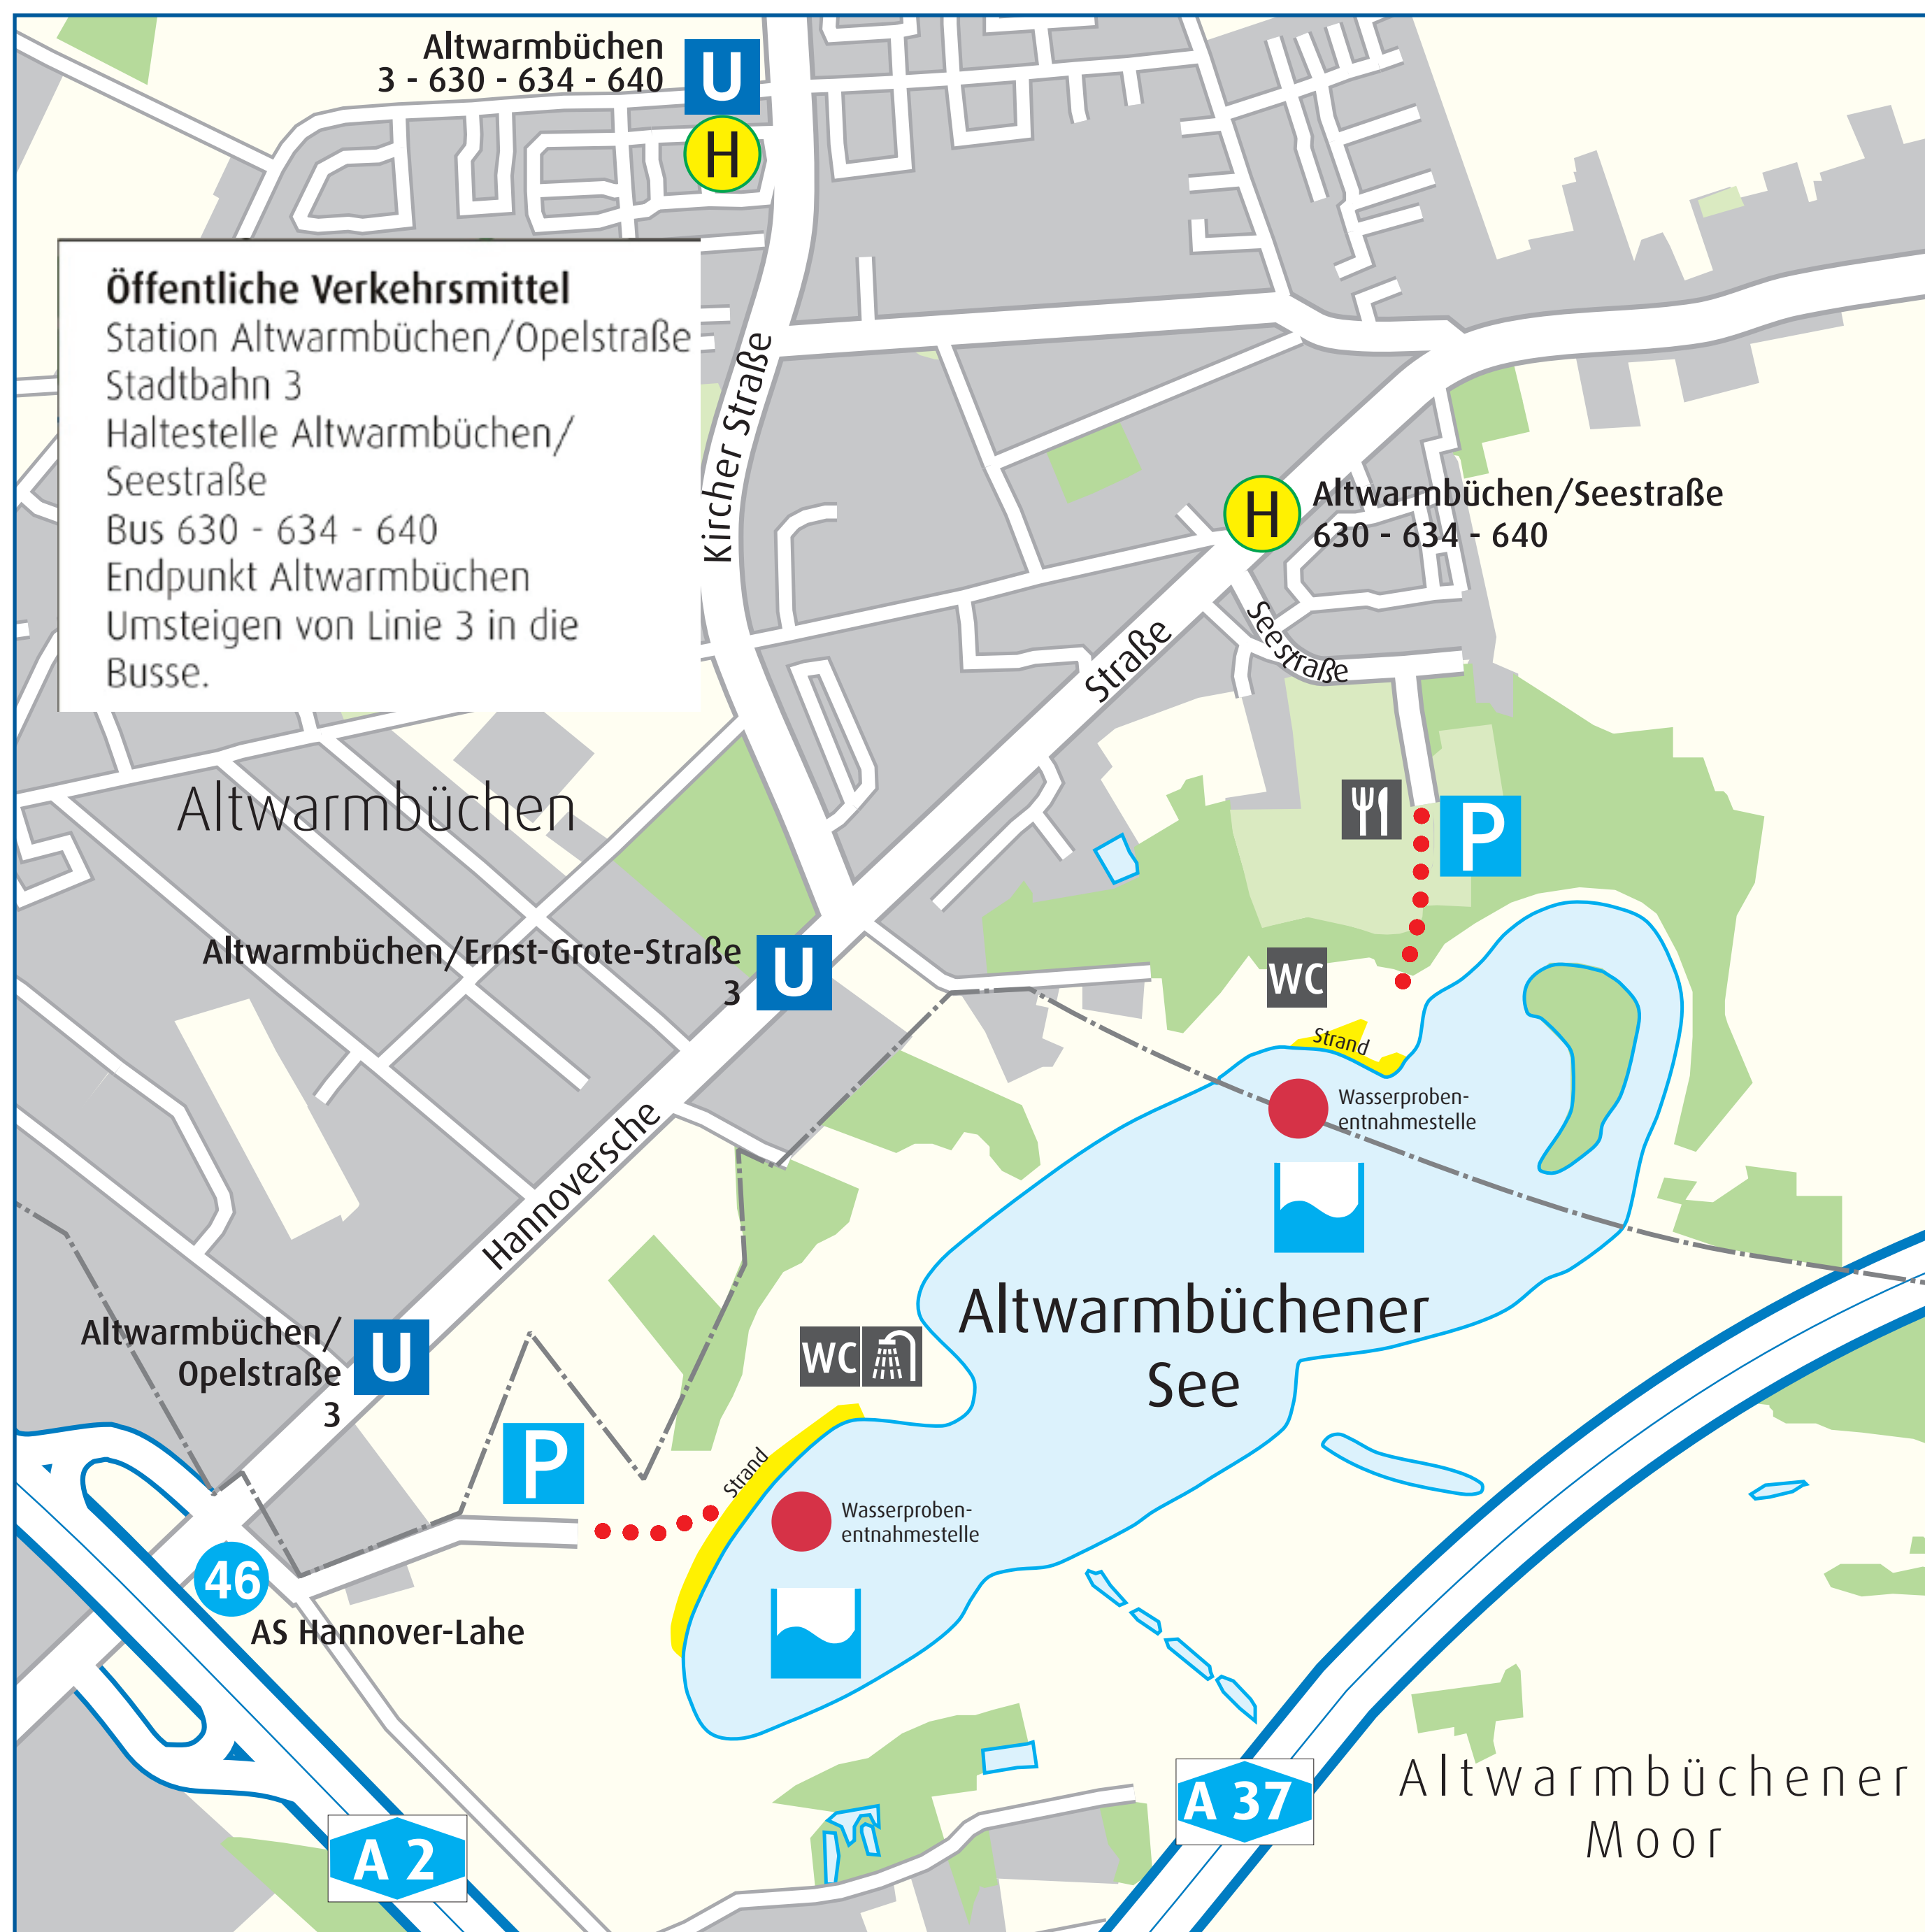 Altwarmbüchen
3 - 630 - 634 - 640
U
H
Öffentliche Verkehrsmittel
Station Altwarmbüchen/Opelstraße
Stadtbahn 3
Haltestelle Altwarmbüchen/
Seestraße
Bus 630 - 634 - 640
Endpunkt Altwarmbüchen
Umsteigen von Linie 3 in die
Busse.
Kircher Straße
H
Altwarmbüchen/Seestraße
630 - 634 - 640
Seestraße
Straße
Altwarmbüchen
P
Altwarmbüchen/Ernst-Grote-Straße
3
U
WC
Strand
Wasserproben-
entnahmestelle
Hannoversche
Altwarmbüchener
See
Altwarmbüchen/
Opelstraße
3
U
WC
P
Strand
Wasserproben-
entnahmestelle
46
AS Hannover-Lahe
A 37
Altwarmbüchener
Moor
A 2